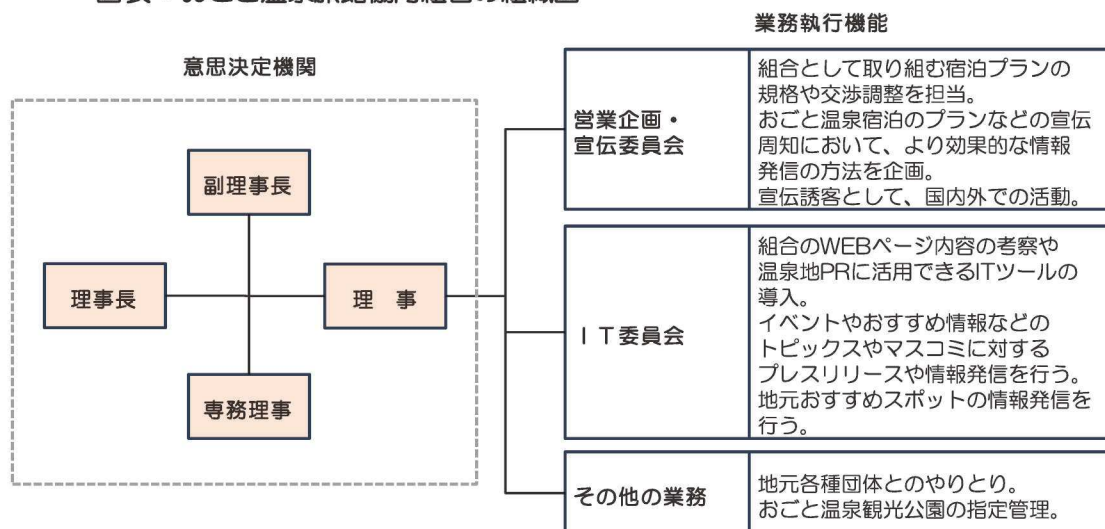 業務執行機能
意思決定機関
副理事長
理事長
理　事
専務理事
営業企画・
宣伝委員会
組合として取り組む宿泊プランの
規格や交渉調整を担当。
おごと温泉宿泊のプランなどの宣伝
周知において、より効果的な情報
発信の方法を企画。
宣伝誘客として、国内外での活動。
ＩＴ委員会
組合のWEBページ内容の考察や
温泉地PRに活用できるITツールの
導入。
イベントやおすすめ情報などの
トピックスやマスコミに対する
プレスリリースや情報発信を行う。
地元おすすめスポットの情報発信を
行う。
その他の業務
地元各種団体とのやりとり。
おごと温泉観光公園の指定管理。